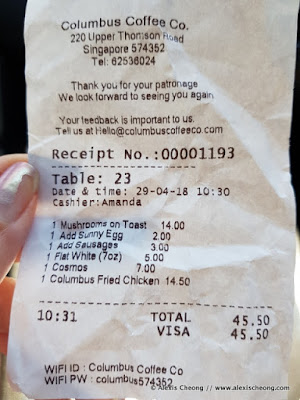 Columbus Coffee Co.
220 Upper Thomson Road
Singapore 574352
Tel: 62536024
Thank you for your patronage
We look forward to seeing you again
Your feedback is important to us.
Tell us at Hello@columbuscoffeeco.com
Receipt No.:00001193
Table: 23
Date & time: 29-04-18 10:30
Cashier:Amanda
1 Mushrooms on Toast 14.00
1 Add Sunny Egg 2.00
1 Add Sausages 3.00
1 Flat White (7oz) 5.00
1 Cosmos 7.00
1 Columbus Fried Chicken 14.50
10:31 TOTAL 45.50
VISA 45.50
WIFI ID : Columbus Coffee Co
WIFI PW : columbus574352
© Alexis Cheong // www.alexischeong.com